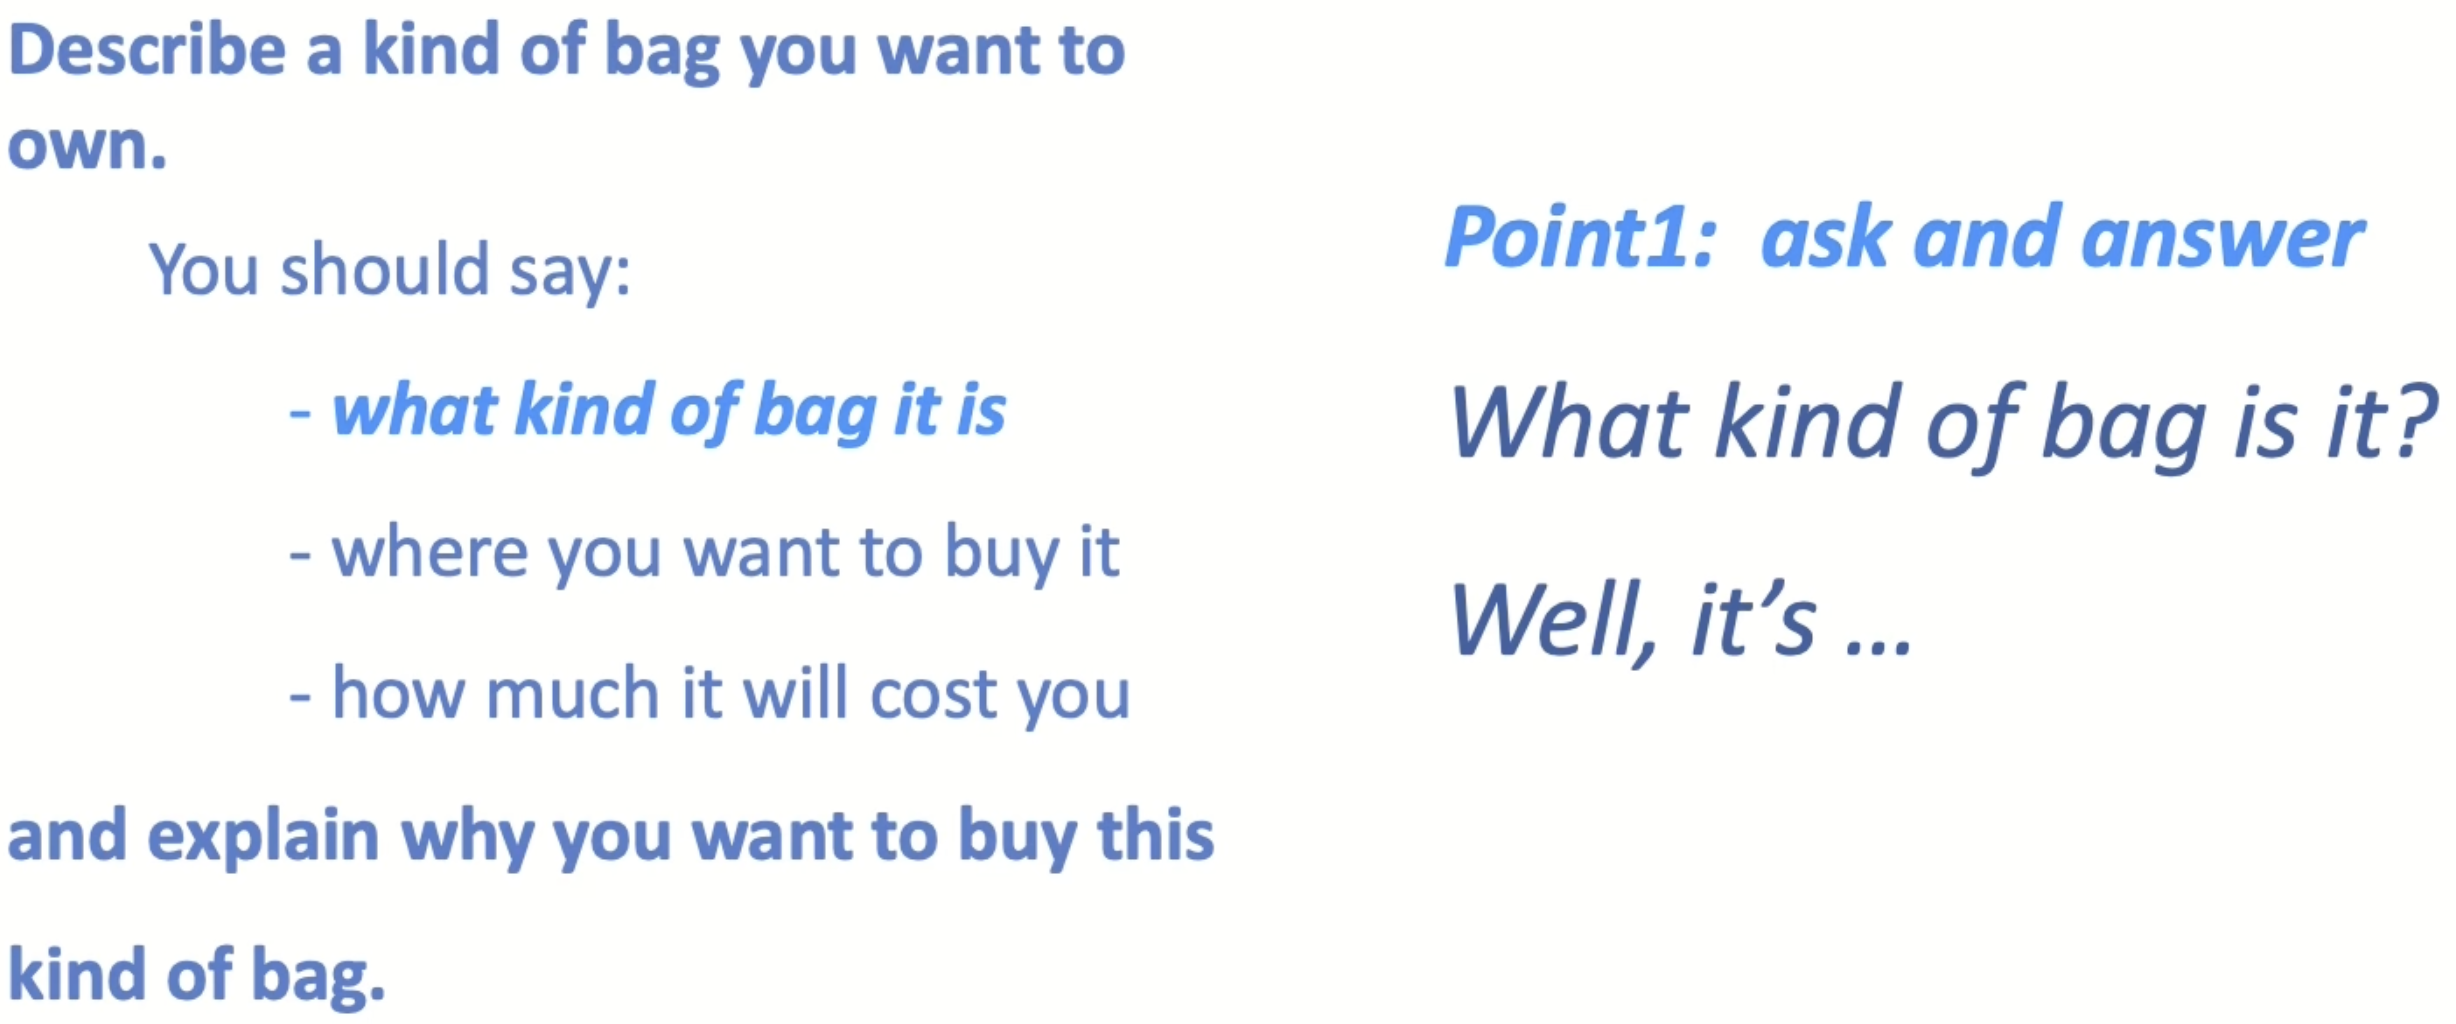 Describe a kind of bag you want to
own.
You should say:
- what kind of bag it is
- where you want to buy it
- how much it will cost you
and explain why you want to buy this
kind of bag.
Point1: ask and answer
What kind of bag is it?
Well, it’s ...